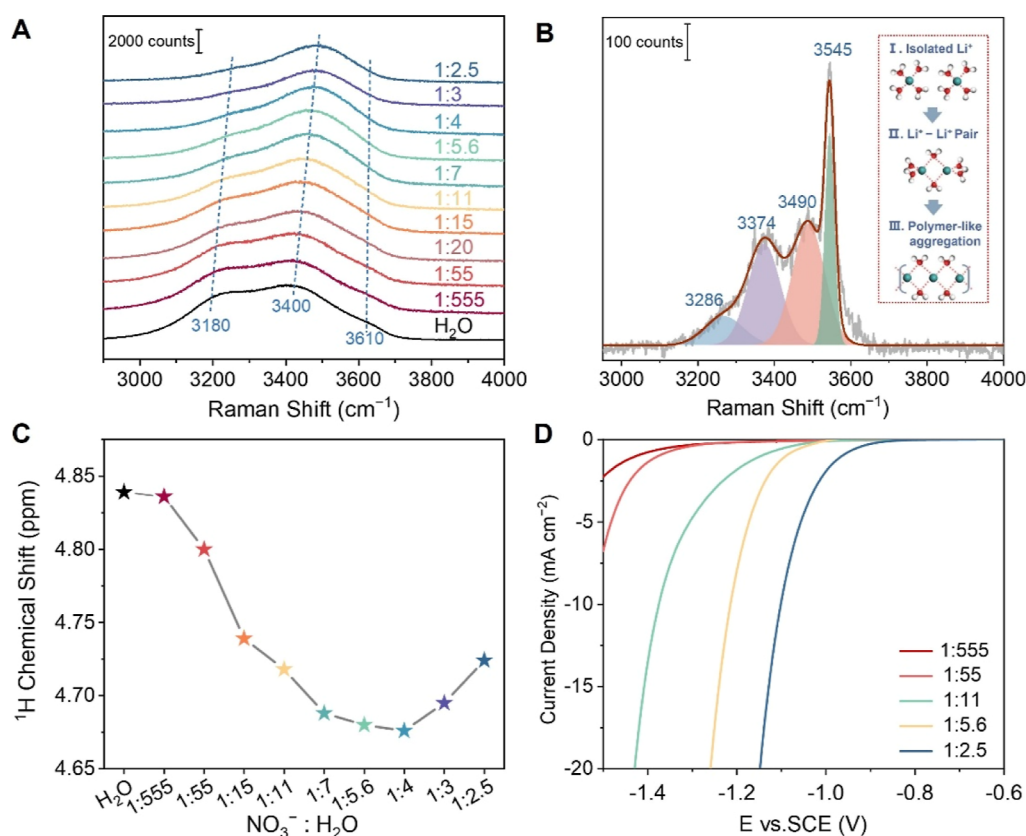 A
2000 counts
1:2.5
1:3
1:4
1:5.6
1:7
1:11
1:15
1:20
1:55
1:555
H₂O
3180
3400
3610
3000 3200 3400 3600 3800 4000
Raman Shift (cm⁻¹)
B
100 counts
3545
3490
3374
3286
I. Isolated Li⁺
II. Li⁺ – Li⁺ Pair
III. Polymer-like
aggregation
3000 3200 3400 3600 3800 4000
Raman Shift (cm⁻¹)
C
¹H Chemical Shift (ppm)
4.85
4.80
4.75
4.70
4.65
H₂O 1:555 1:55 1:15 1:11 1:7 1:5.6 1:4 1:3 1:2.5
NO₃⁻ : H₂O
D
Current Density (mA cm⁻²)
0
-5
-10
-15
-20
1:555
1:55
1:11
1:5.6
1:2.5
-1.4 -1.2 -1.0 -0.8 -0.6
E vs.SCE (V)